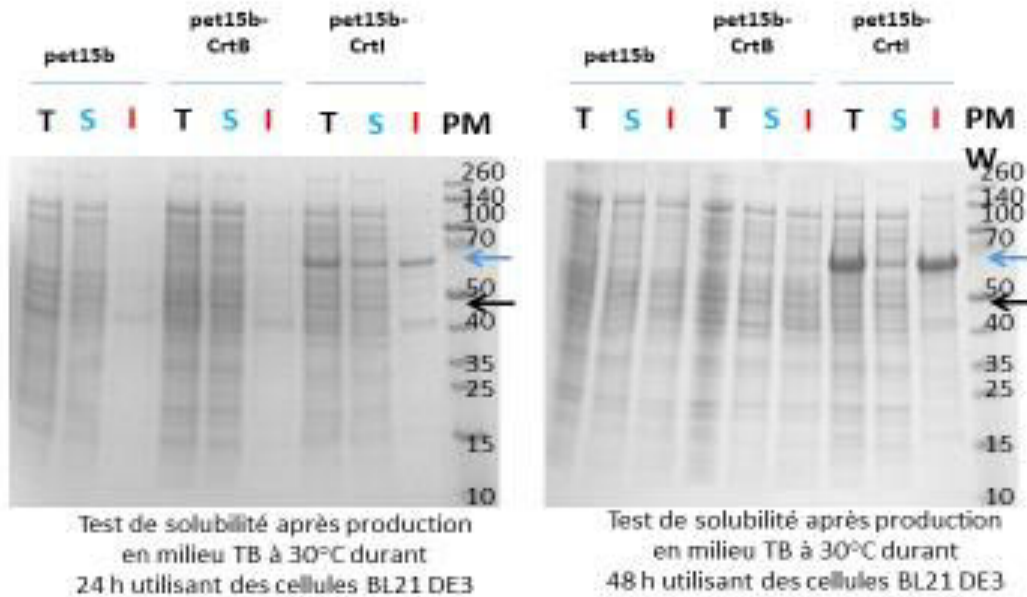 pet15b
pet15b-
CrtB
pet15b-
CrtI
T S I T S I T S I PM
260
140
100
70
50
40
35
25
15
10
Test de solubilité après production
en milieu TB à 30°C durant
24 h utilisant des cellules BL21 DE3
pet15b
pet15b-
CrtB
pet15b-
CrtI
T S I T S I T S I PM
W
260
140
100
70
50
40
35
25
15
10
Test de solubilité après production
en milieu TB à 30°C durant
48 h utilisant des cellules BL21 DE3